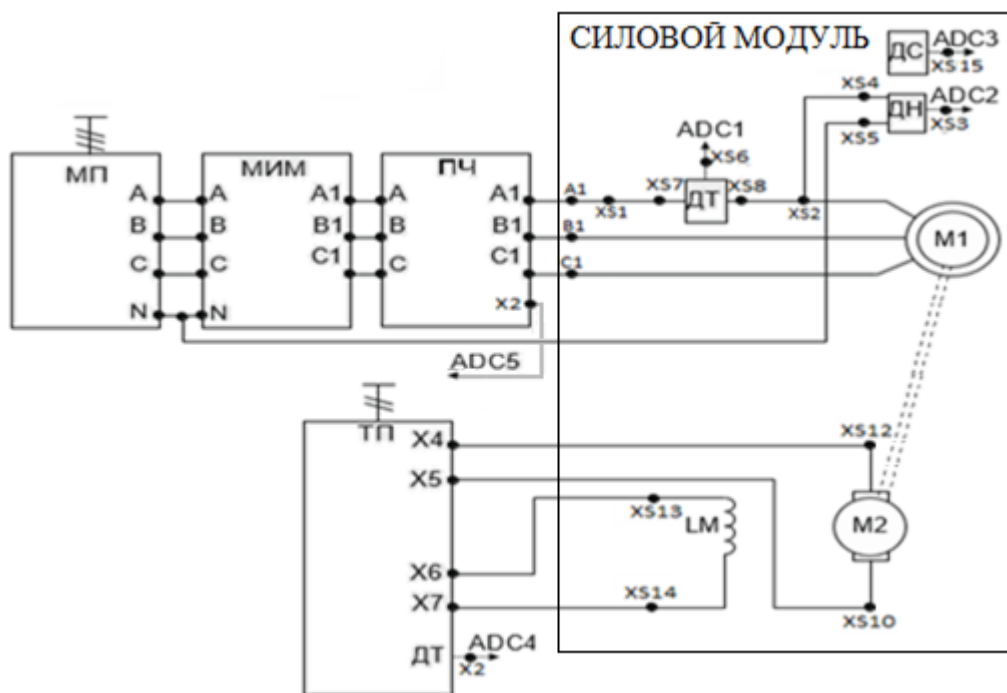 СИЛОВОЙ МОДУЛЬ
ДС
ADC3
XS15
XS4
ДН
ADC2
XS5
XS3
ADC1
XS6
МП
МИМ
ПЧ
A
A
A1
A
A1
A1
XS1
XS7
ДТ
XS8
XS2
B
B
B1
B
B1
B1
M1
C
C
C1
C
C1
C1
N
N
X2
ADC5
ТП
X4
XS12
X5
XS13
LM
M2
X6
X7
XS14
XS10
ДТ
ADC4
X2